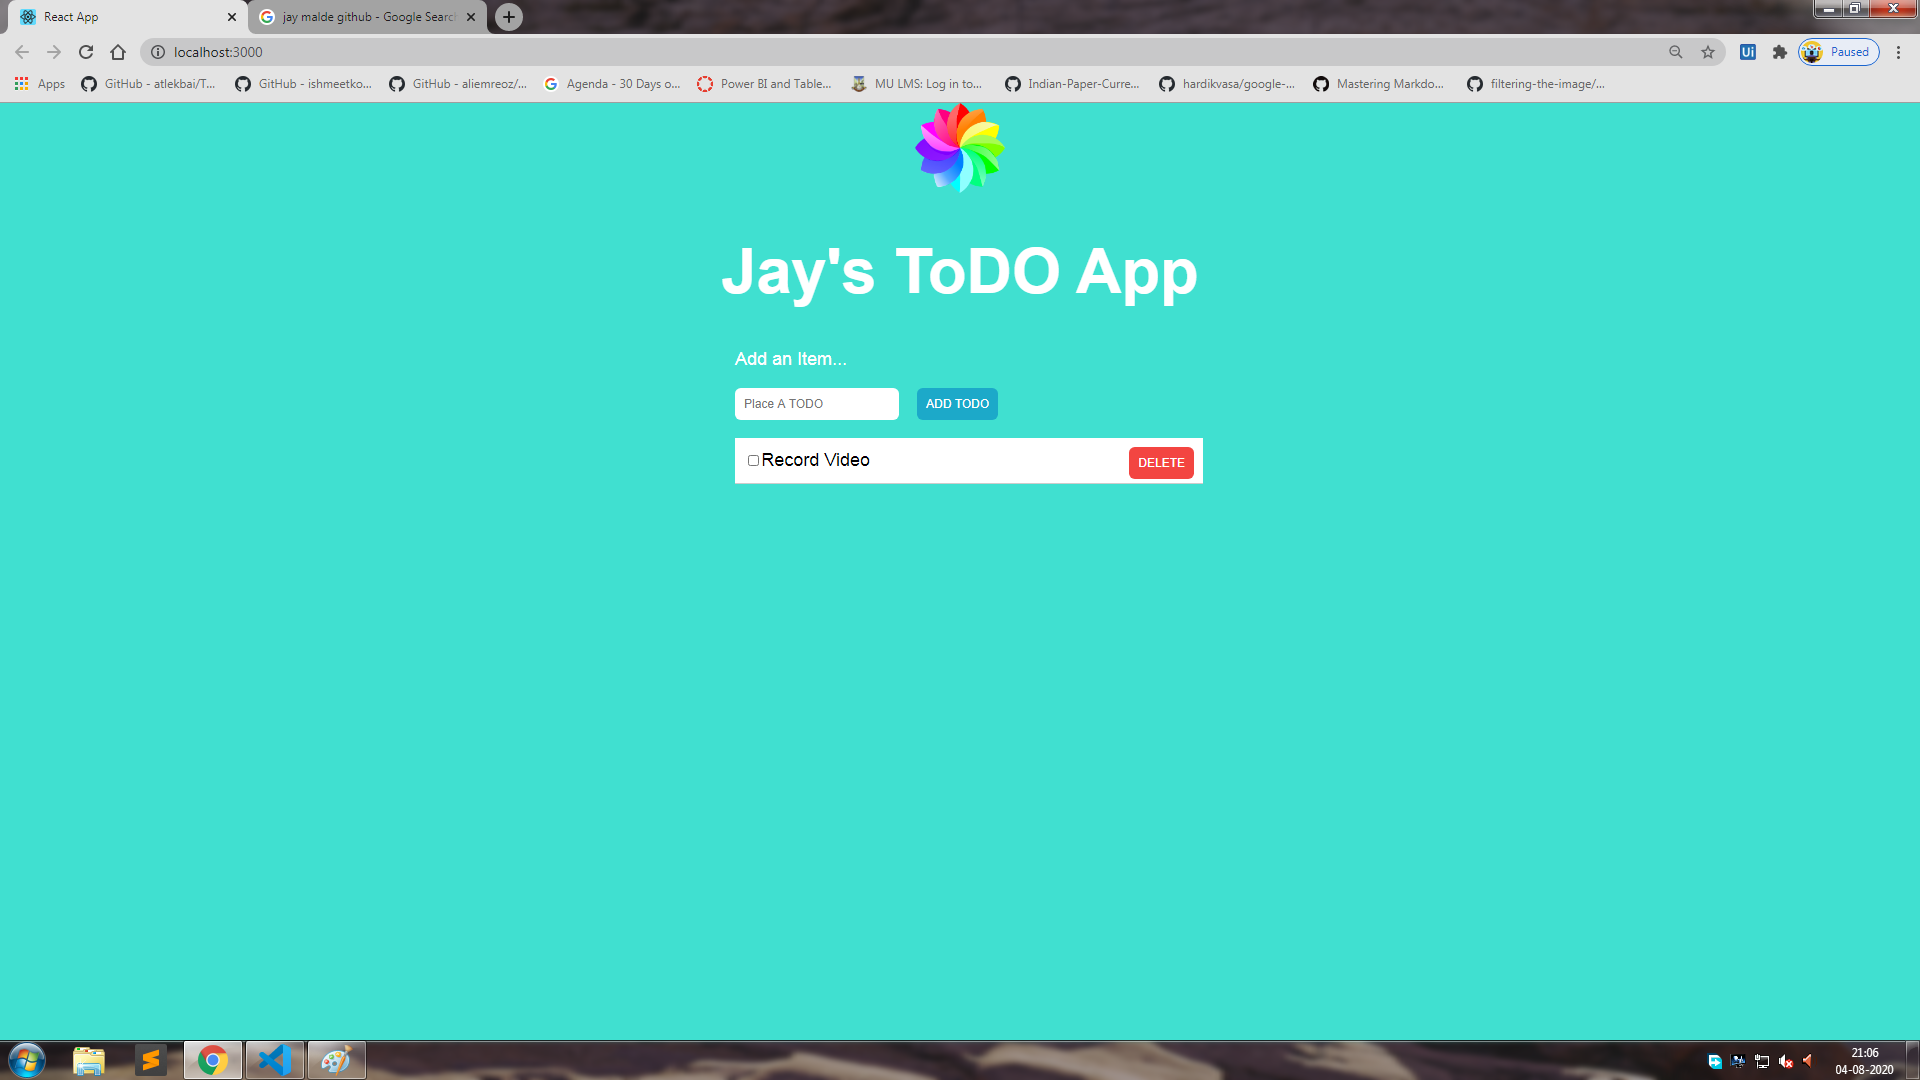 React App
jay malde github - Google Search
localhost:3000
Paused
Apps
GitHub - atlekbai/T...
GitHub - ishmeetko...
GitHub - aliemreoz/...
Agenda - 30 Days o...
Power BI and Table...
MU LMS: Log in to...
Indian-Paper-Curre...
hardikvasa/google-...
Mastering Markdo...
filtering-the-image/...
Jay's ToDO App
Add an Item...
Place A TODO
ADD TODO
Record Video
DELETE
21:06
04-08-2020